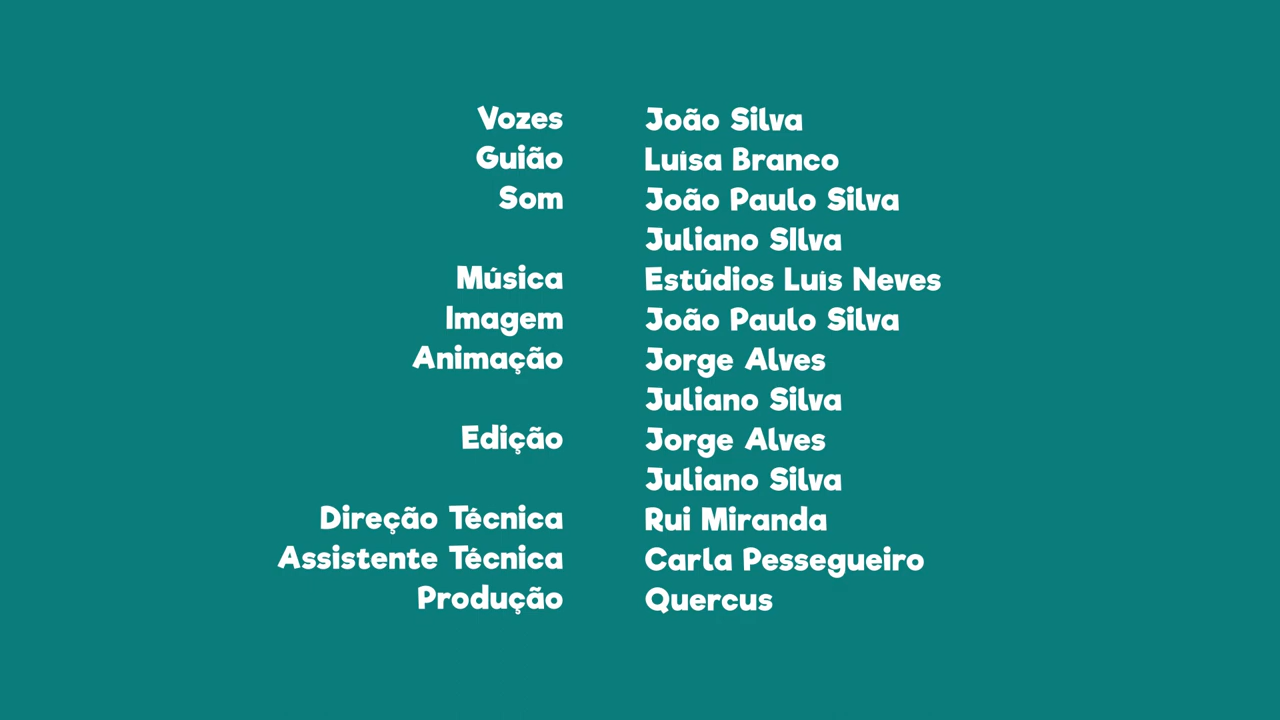 Vozes João Silva
Guião Luísa Branco
Som João Paulo Silva
Juliano SIlva
Música Estúdios Luís Neves
Imagem João Paulo Silva
Animação Jorge Alves
Juliano Silva
Edição Jorge Alves
Juliano Silva
Direção Técnica Rui Miranda
Assistente Técnica Carla Pessegueiro
Produção Quercus